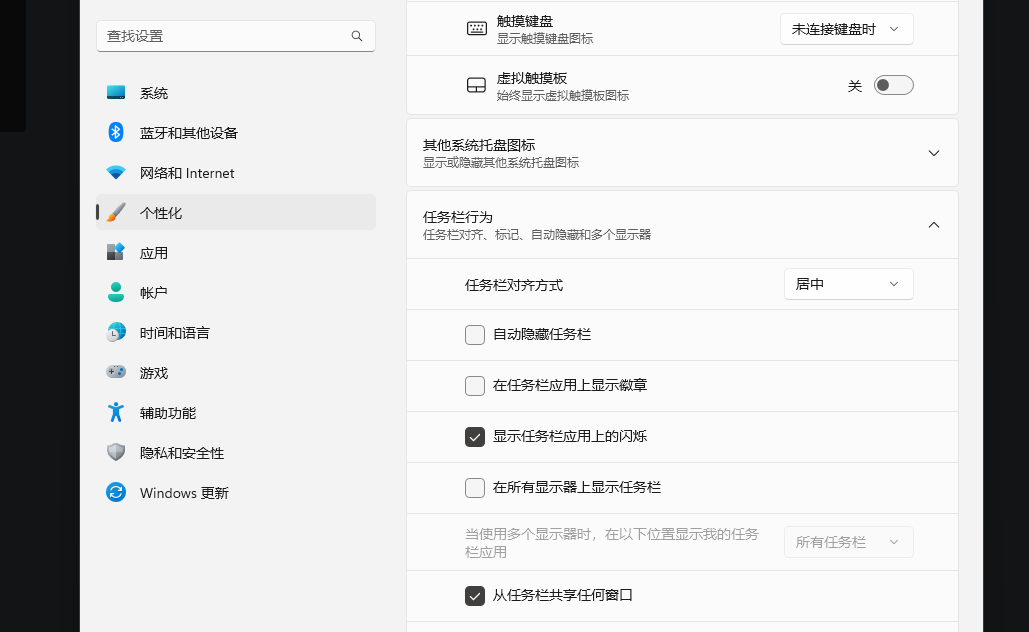 查找设置
系统
蓝牙和其他设备
网络和 Internet
个性化
应用
帐户
时间和语言
游戏
辅助功能
隐私和安全性
Windows 更新
触摸键盘
显示触摸键盘图标
未连接键盘时
虚拟触摸板
始终显示虚拟触摸板图标
关
其他系统托盘图标
显示或隐藏其他系统托盘图标
任务栏行为
任务栏对齐、标记、自动隐藏和多个显示器
任务栏对齐方式
居中
自动隐藏任务栏
在任务栏应用上显示徽章
显示任务栏应用上的闪烁
在所有显示器上显示任务栏
当使用多个显示器时，在以下位置显示我的任务
栏应用
所有任务栏
从任务栏共享任何窗口